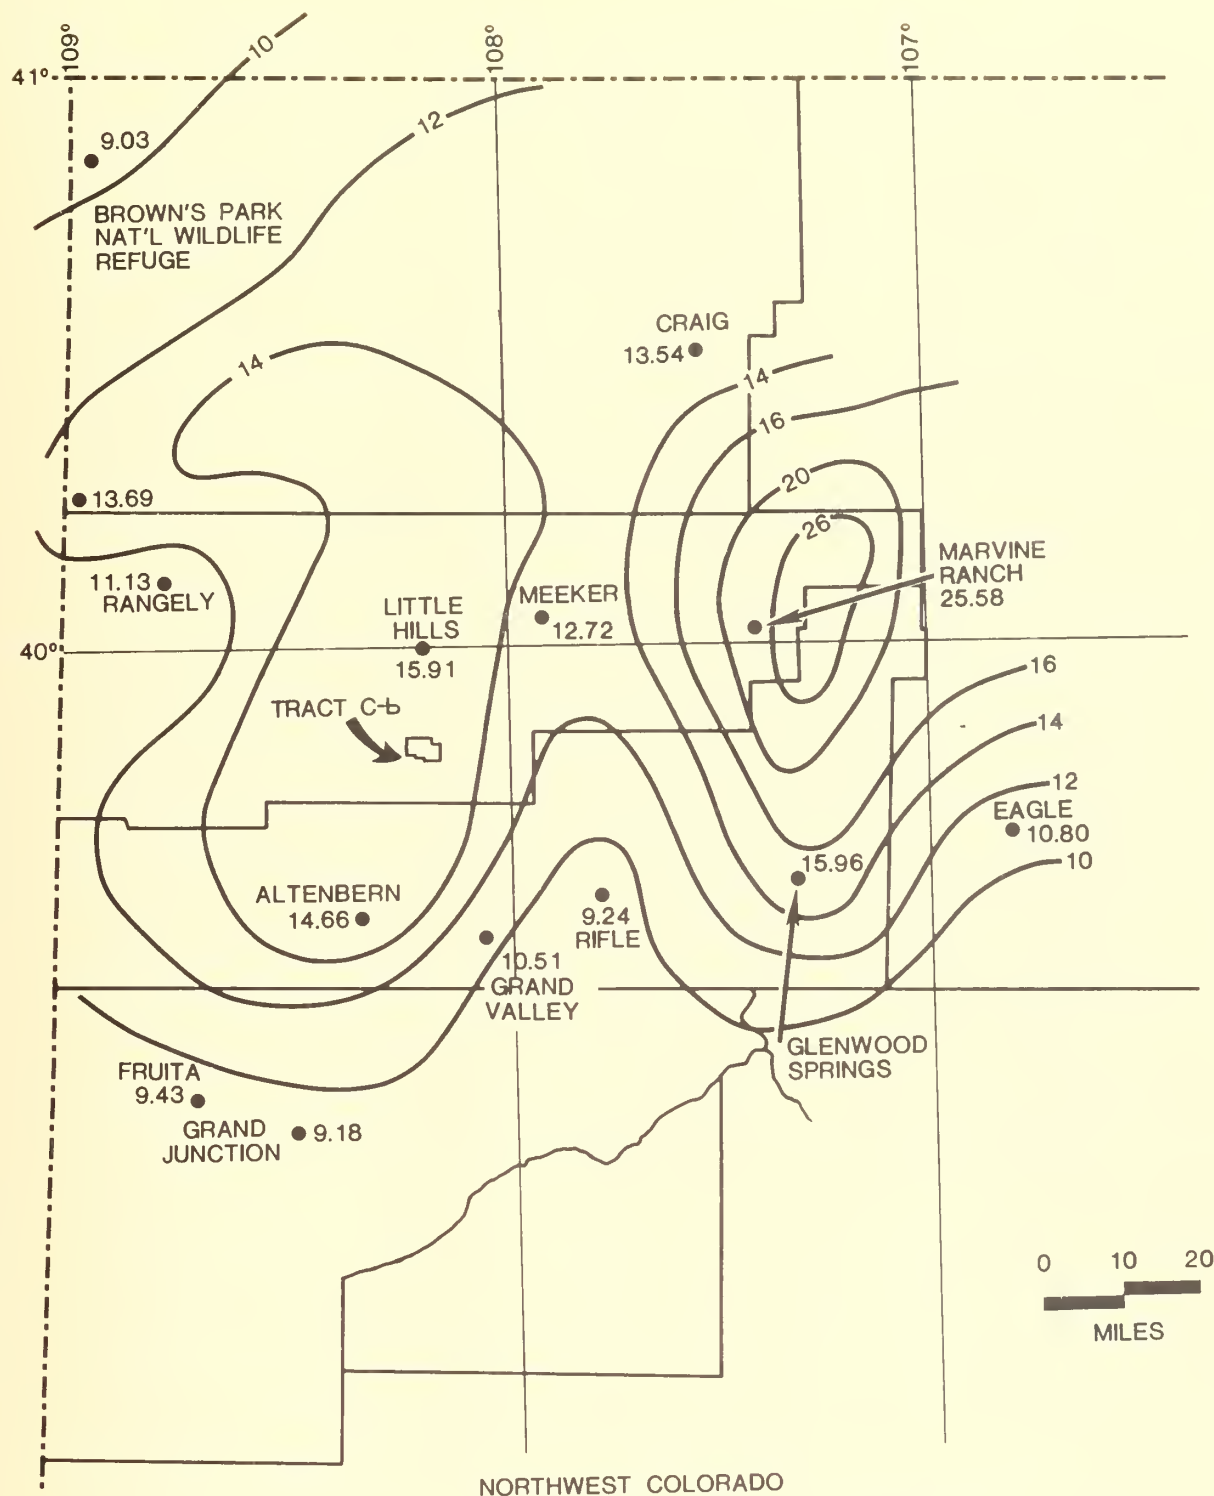 109°
108°
107°
41°
10
12
9.03
BROWN'S PARK
NAT'L WILDLIFE
REFUGE
CRAIG
13.54
14
14
16
20
26
13.69
11.13
RANGELY
LITTLE
HILLS
15.91
MEEKER
12.72
MARVINE
RANCH
25.58
40°
TRACT C-b
16
14
12
EAGLE
10.80
10
15.96
ALTENBERN
14.66
9.24
RIFLE
10.51
GRAND
VALLEY
GLENWOOD
SPRINGS
FRUITA
9.43
GRAND
JUNCTION
9.18
0 10 20
MILES
NORTHWEST COLORADO